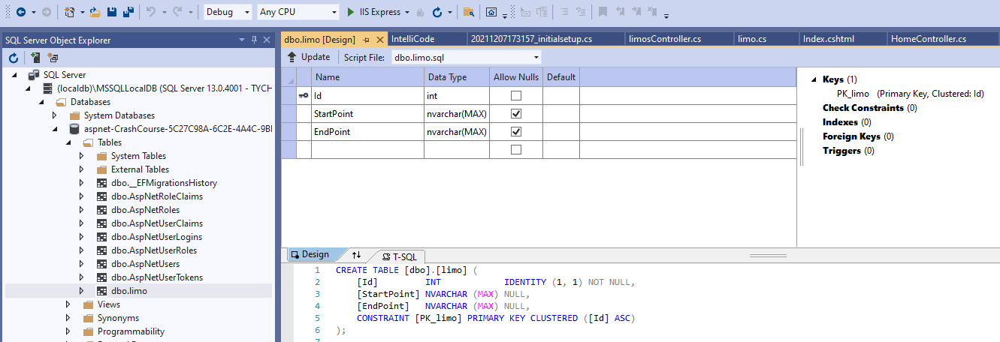 Debug Any CPU IIS Express
SQL Server Object Explorer
SQL Server
(localdb)\MSSQLLocalDB (SQL Server 13.0.4001 - TYCH
Databases
System Databases
aspnet-CrashCourse-5C27C98A-6C2E-4A4C-9B
Tables
System Tables
External Tables
dbo.__EFMigrationsHistory
dbo.AspNetRoleClaims
dbo.AspNetRoles
dbo.AspNetUserClaims
dbo.AspNetUserLogins
dbo.AspNetUserRoles
dbo.AspNetUsers
dbo.AspNetUserTokens
dbo.limo
Views
Synonyms
Programmability
dbo.limo [Design] IntelliCode 20211207173157_initialsetup.cs limosController.cs limo.cs Index.cshtml HomeController.cs
Update Script File: dbo.limo.sql
Name Data Type Allow Nulls Default
Id int
StartPoint nvarchar(MAX)
EndPoint nvarchar(MAX)
Keys (1)
PK_limo (Primary Key, Clustered: Id)
Check Constraints (0)
Indexes (0)
Foreign Keys (0)
Triggers (0)
Design T-SQL
1 CREATE TABLE [dbo].[limo] (
2 [Id] INT IDENTITY (1, 1) NOT NULL,
3 [StartPoint] NVARCHAR (MAX) NULL,
4 [EndPoint] NVARCHAR (MAX) NULL,
5 CONSTRAINT [PK_limo] PRIMARY KEY CLUSTERED ([Id] ASC)
6 );
7